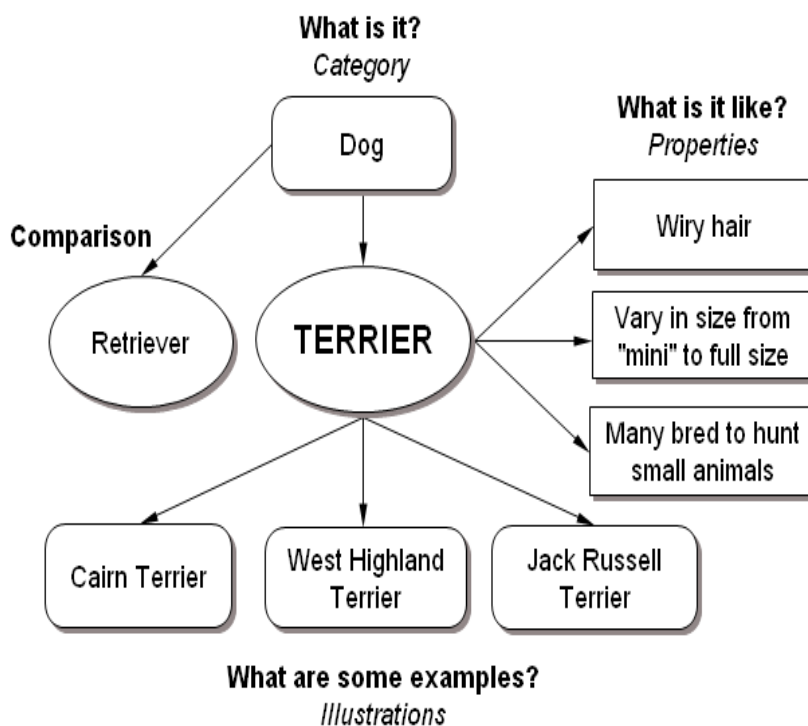 What is it?
Category
Dog
What is it like?
Properties
Wiry hair
Comparison
Retriever
TERRIER
Vary in size from
"mini" to full size
Many bred to hunt
small animals
Cairn Terrier
West Highland
Terrier
Jack Russell
Terrier
What are some examples?
Illustrations